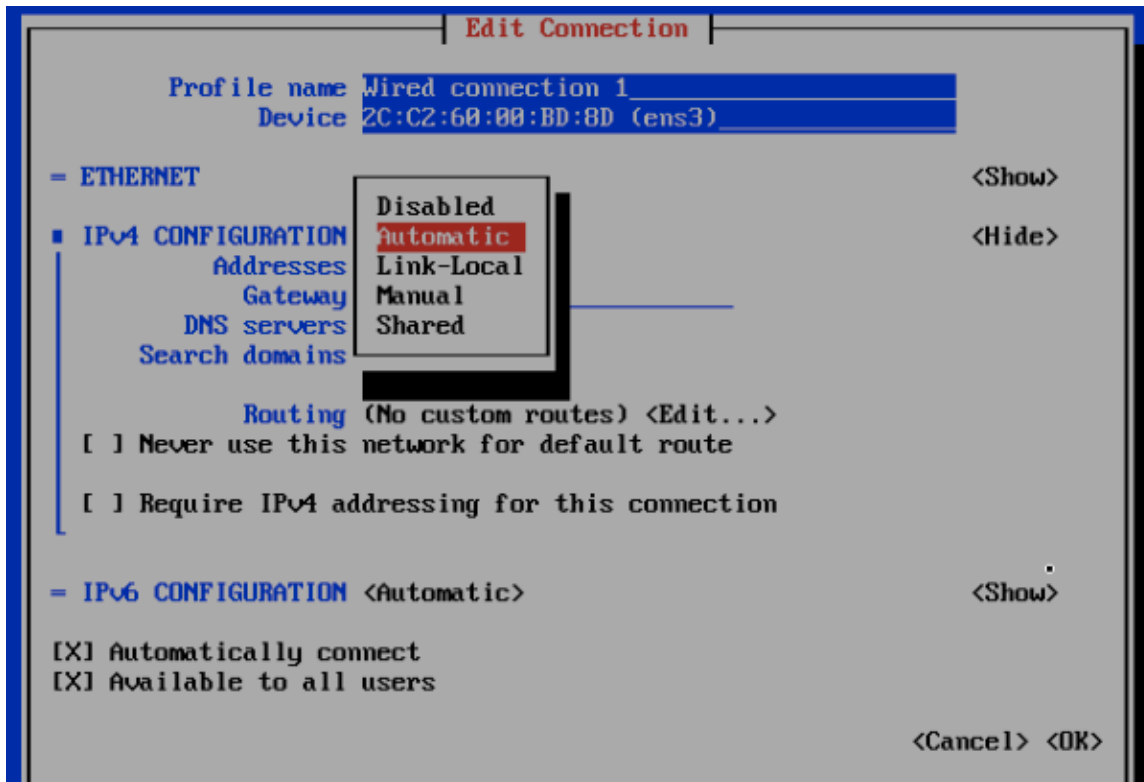 Edit Connection
Profile name Wired connection 1
Device 2C:C2:60:00:BD:8D (ens3)
= ETHERNET <Show>
Disabled
IPv4 CONFIGURATION Automatic <Hide>
Addresses Link-Local
Gateway Manual
DNS servers Shared
Search domains
Routing (No custom routes) <Edit...>
[ ] Never use this network for default route
[ ] Require IPv4 addressing for this connection
= IPv6 CONFIGURATION <Automatic> <Show>
[X] Automatically connect
[X] Available to all users
<Cancel> <OK>